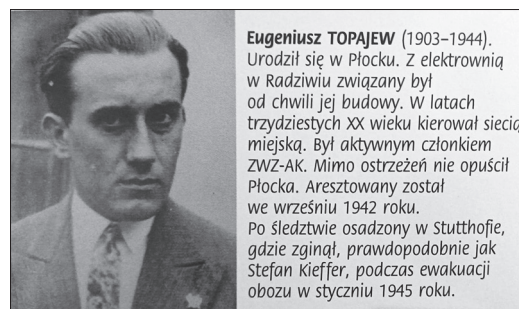 Eugeniusz TOPAJEW (1903–1944).
Urodził się w Płocku. Z elektrownią
w Radziwiu związany był
od chwili jej budowy. W latach
trzydziestych XX wieku kierował siecią
miejską. Był aktywnym członkiem
ZWZ-AK. Mimo ostrzeżeń nie opuścił
Płocka. Aresztowany został
we wrześniu 1942 roku.
Po śledztwie osadzony w Stutthofie,
gdzie zginął, prawdopodobnie jak
Stefan Kieffer, podczas ewakuacji
obozu w styczniu 1945 roku.